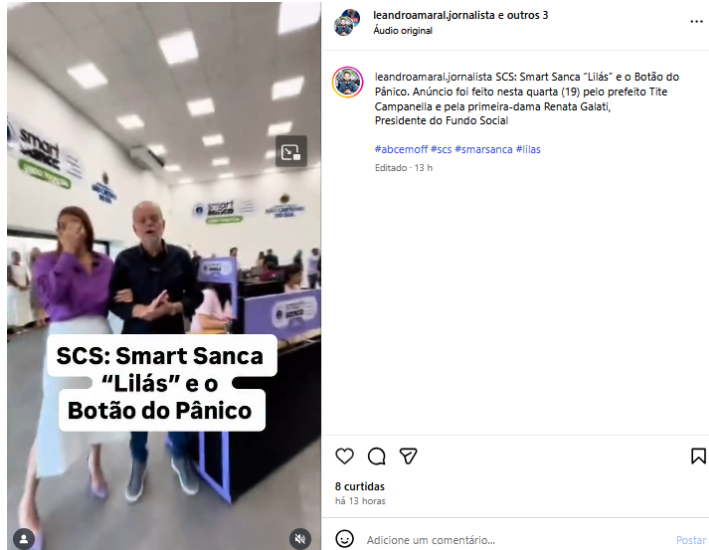 smart
smart
SCS: Smart Sanca
“Lilás” e o
Botão do Pânico
leandroamaral.jornalista e outros 3
Áudio original
leandroamaral.jornalista SCS: Smart Sanca "Lilás" e o Botão do
Pânico. Anúncio foi feito nesta quarta (19) pelo prefeito Tite
Campanella e pela primeira-dama Renata Galati,
Presidente do Fundo Social
#abcemoff #scs #smarsanca #lilas
Editado · 13 h
8 curtidas
há 13 horas
Adicione um comentário...
Postar